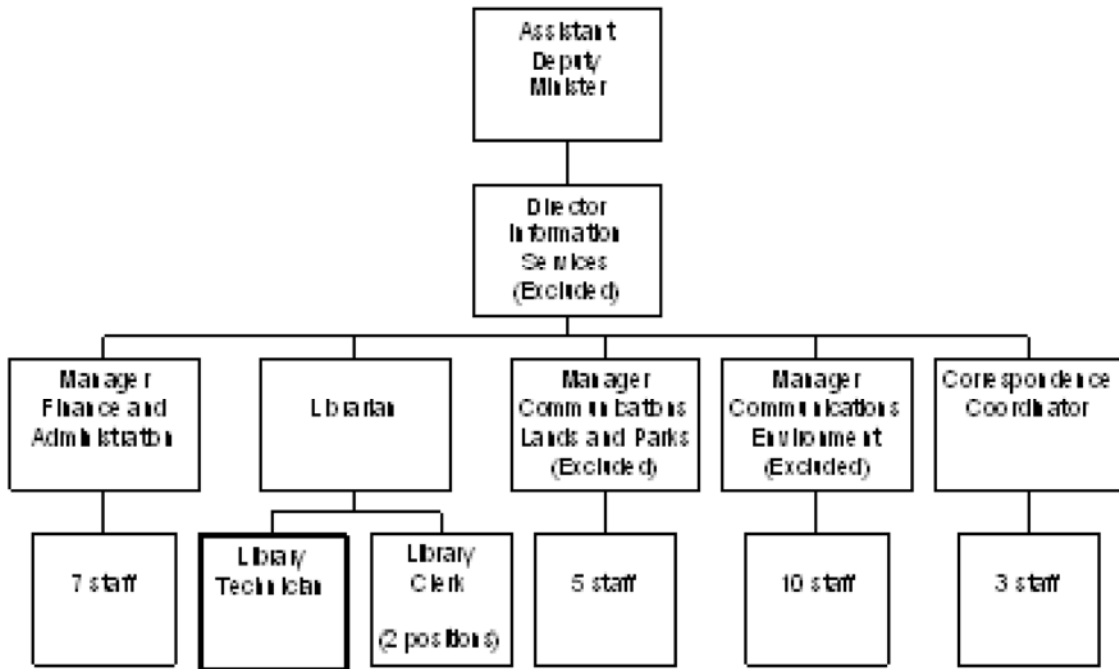 Assistant
Deputy
Minister
Director
Information
Services
(Excluded)
Manager
Finance and
Administration
Librarian
Manager
Communications
Lands and Parks
(Excluded)
Manager
Communications
Environment
(Excluded)
Correspondence
Coordinator
7 staff
Library
Technician
Library
Clerk
(2 positions)
5 staff
10 staff
3 staff